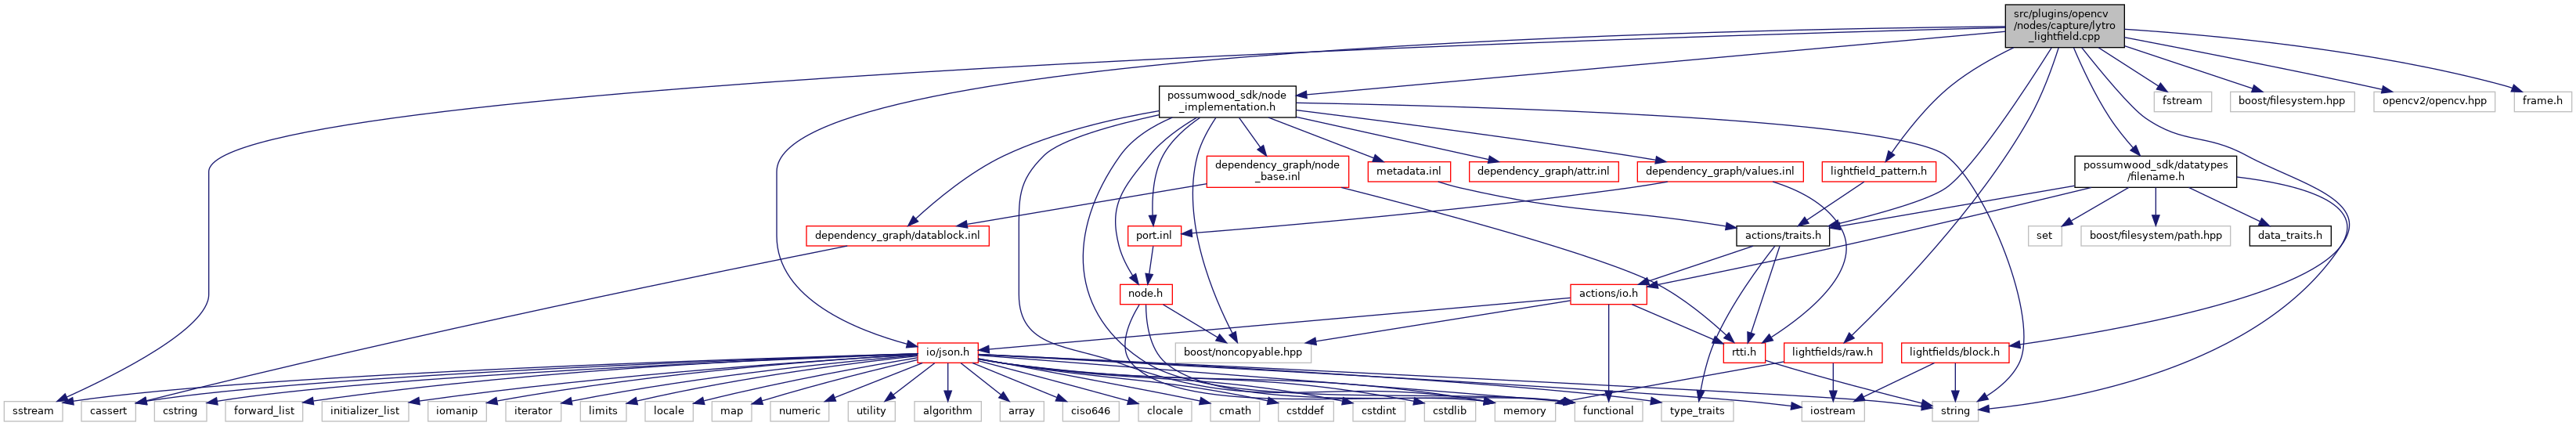 src/plugins/opencv
/nodes/capture/lytro
_lightfield.cpp
possumwood_sdk/node
_implementation.h
fstream
boost/filesystem.hpp
opencv2/opencv.hpp
frame.h
dependency_graph/node
_base.inl
metadata.inl
dependency_graph/attr.inl
dependency_graph/values.inl
lightfield_pattern.h
possumwood_sdk/datatypes
/filename.h
dependency_graph/datablock.inl
port.inl
actions/traits.h
set
boost/filesystem/path.hpp
data_traits.h
node.h
actions/io.h
io/json.h
boost/noncopyable.hpp
rtti.h
lightfields/raw.h
lightfields/block.h
sstream
cassert
cstring
forward_list
initializer_list
iomanip
iterator
limits
locale
map
numeric
utility
algorithm
array
ciso646
clocale
cmath
cstddef
cstdint
cstdlib
memory
functional
type_traits
iostream
string